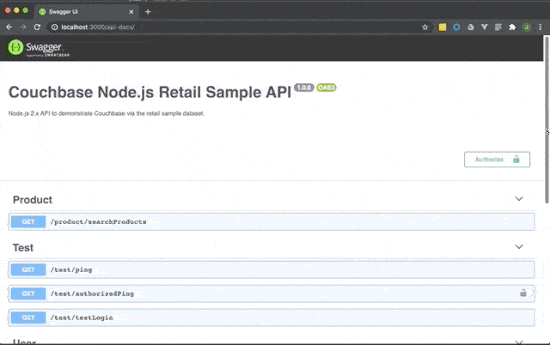 Swagger UI
localhost:3000/api-docs/
Swagger
Supported by SMARTBEAR
Couchbase Node.js Retail Sample API 1.0.0 OAS3
Node.js 2.x API to demonstrate Couchbase via the retail sample dataset.
Authorize
Product
GET /product/searchProducts
Test
GET /test/ping
GET /test/authorizedPing
GET /test/testLogin
User